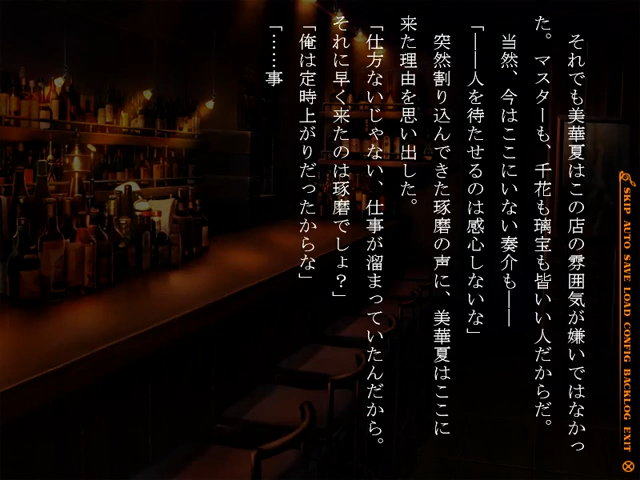 それでも美華夏はこの店の雰囲気が嫌いではなかっ
た。マスターも、千花も璃宝も皆いい人だからだ。
当然、今はここにいない奏介も――
「――人を待たせるのは感心しないな」
突然割り込んできた琢磨の声に、美華夏はここに
来た理由を思い出した。
「仕方ないじゃない、仕事が溜まっていたんだから。
それに早く来たのは琢磨でしょ？」
「俺は定時上がりだったからな」
「……事
SKIP AUTO SAVE LOAD CONFIG BACKLOG EXIT